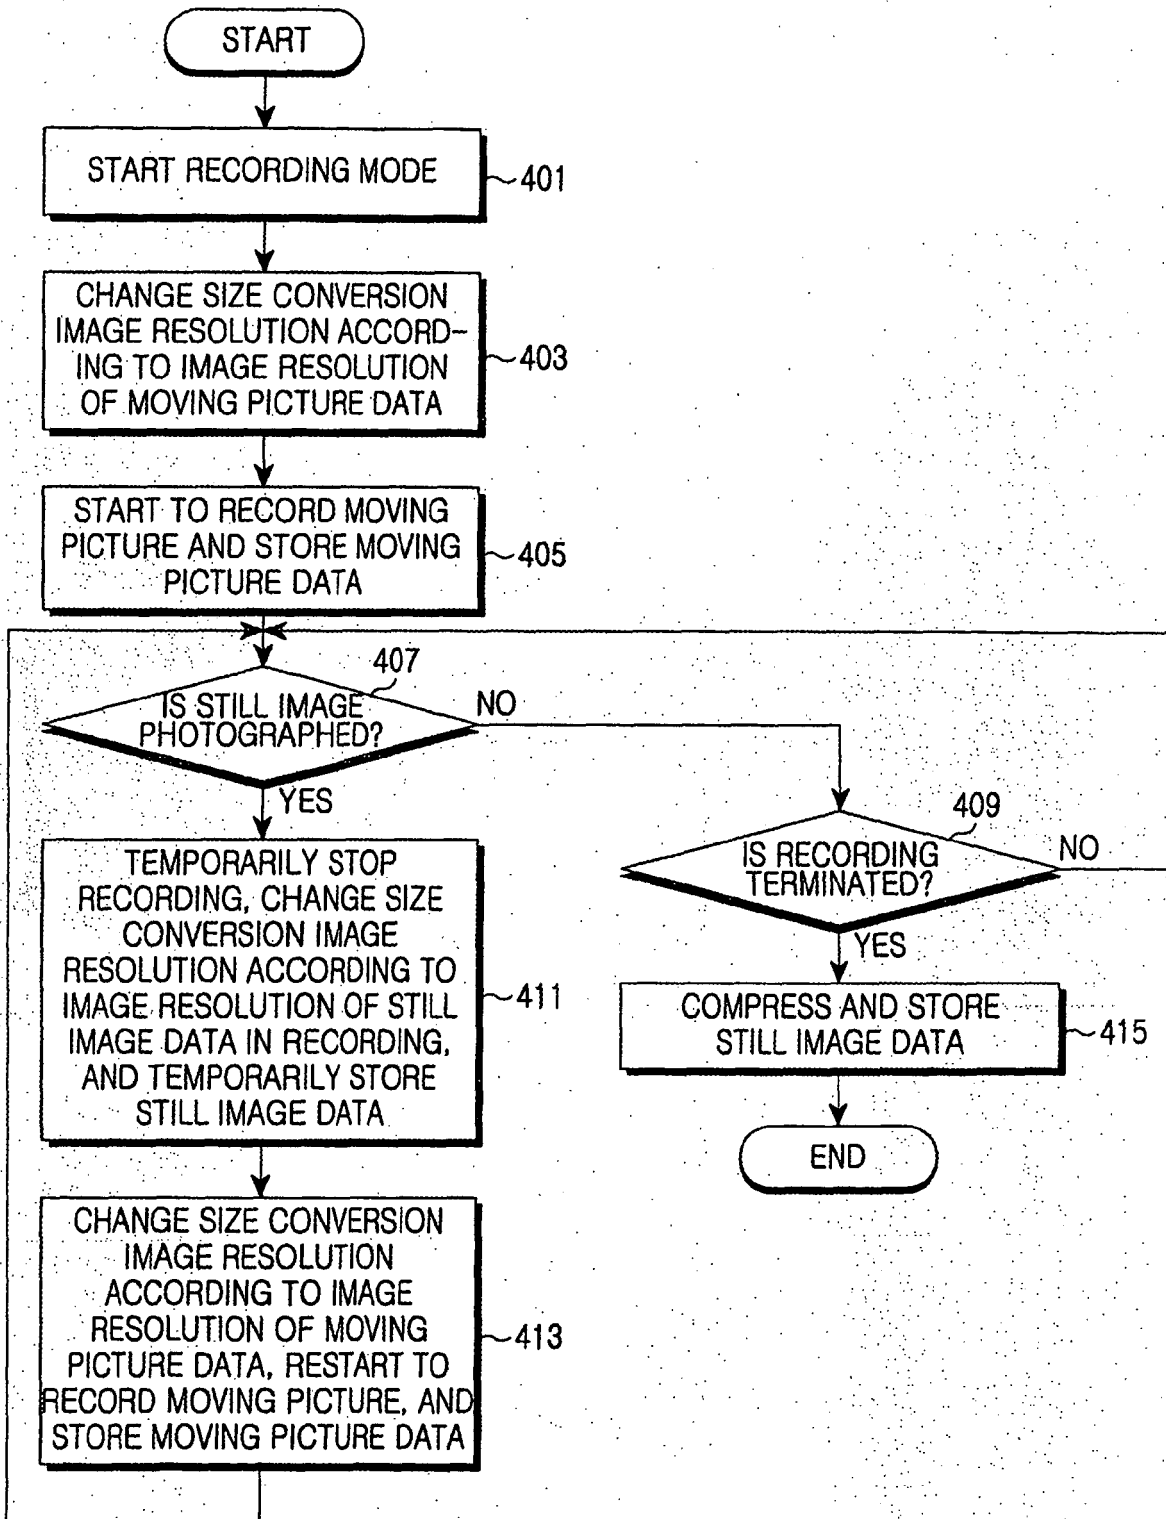 START
START RECORDING MODE
401
CHANGE SIZE CONVERSION
IMAGE RESOLUTION ACCORD-
ING TO IMAGE RESOLUTION
OF MOVING PICTURE DATA
403
START TO RECORD MOVING
PICTURE AND STORE MOVING
PICTURE DATA
405
407
IS STILL IMAGE
PHOTOGRAPHED?
NO
YES
409
IS RECORDING
TERMINATED?
NO
YES
TEMPORARILY STOP
RECORDING, CHANGE SIZE
CONVERSION IMAGE
RESOLUTION ACCORDING TO
IMAGE RESOLUTION OF STILL
IMAGE DATA IN RECORDING,
AND TEMPORARILY STORE
STILL IMAGE DATA
411
COMPRESS AND STORE
STILL IMAGE DATA
415
END
CHANGE SIZE CONVERSION
IMAGE RESOLUTION
ACCORDING TO IMAGE
RESOLUTION OF MOVING
PICTURE DATA, RESTART TO
RECORD MOVING PICTURE, AND
STORE MOVING PICTURE DATA
413